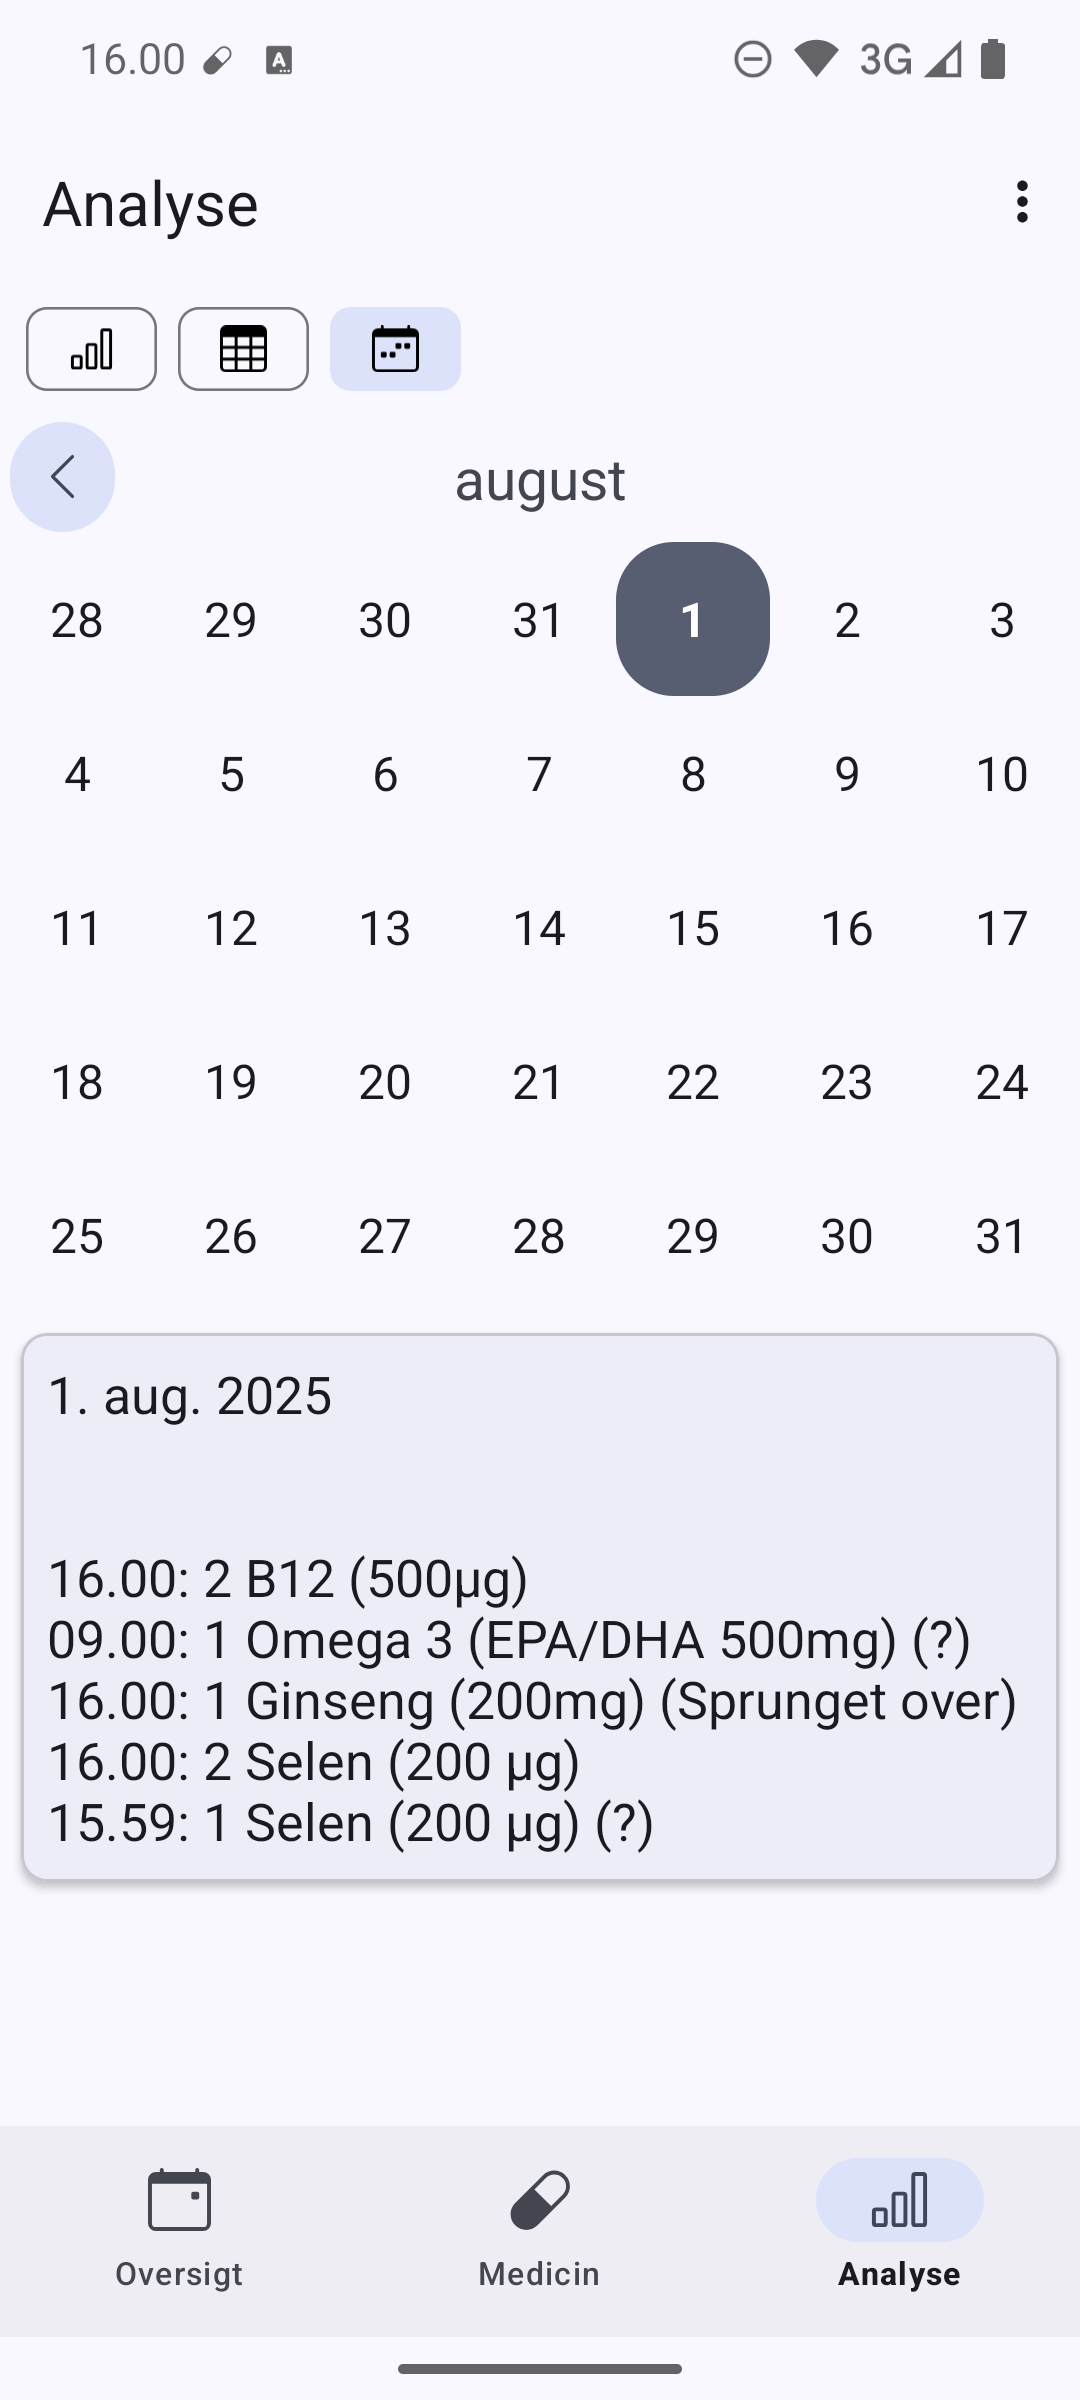 16.00
3G
Analyse
august
28 29 30 31 1 2 3
4 5 6 7 8 9 10
11 12 13 14 15 16 17
18 19 20 21 22 23 24
25 26 27 28 29 30 31
1. aug. 2025
16.00: 2 B12 (500µg)
09.00: 1 Omega 3 (EPA/DHA 500mg) (?)
16.00: 1 Ginseng (200mg) (Sprunget over)
16.00: 2 Selen (200 µg)
15.59: 1 Selen (200 µg) (?)
Oversigt
Medicin
Analyse